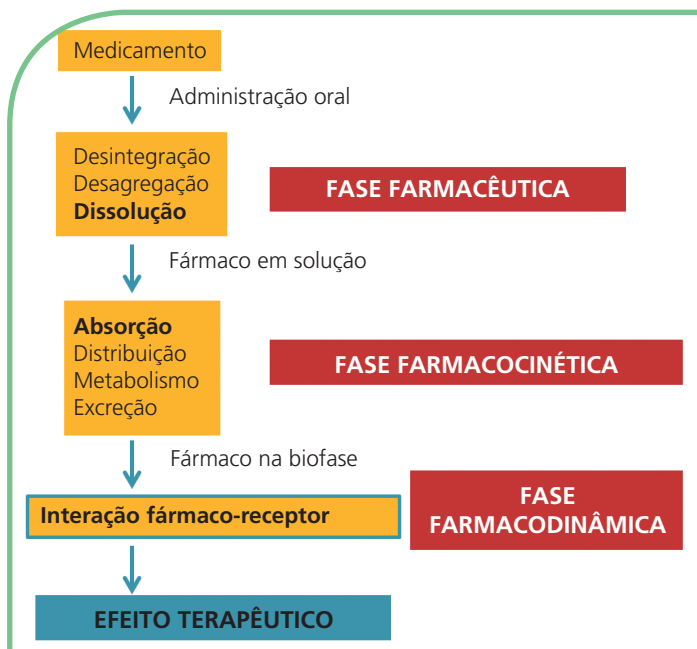 Medicamento
Administração oral
Desintegração
Desagregação
Dissolução
FASE FARMACÊUTICA
Fármaco em solução
Absorção
Distribuição
Metabolismo
Excreção
FASE FARMACOCINÉTICA
Fármaco na biofase
Interação fármaco-receptor
FASE
FARMACODINÂMICA
EFEITO TERAPÊUTICO